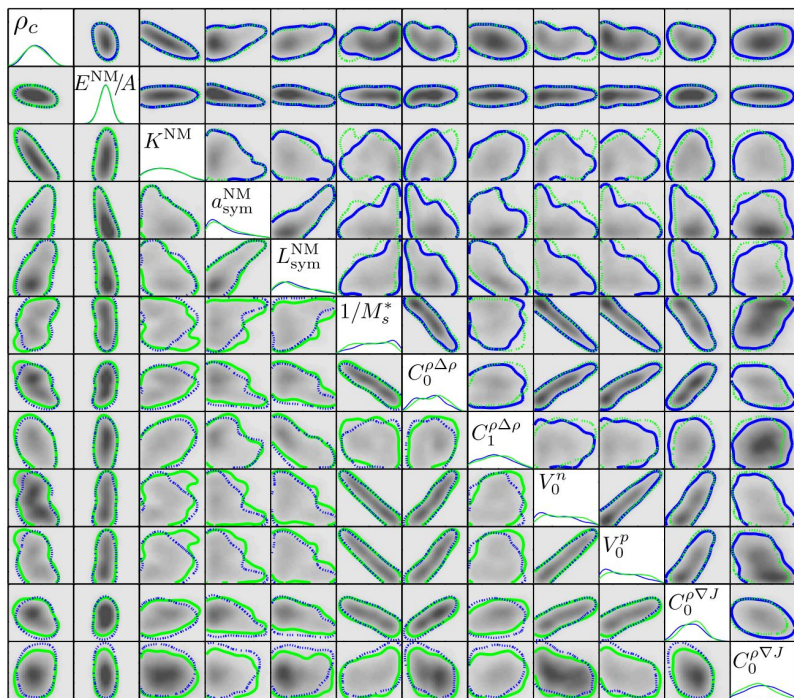 ρ_c
E^NM/A
K^NM
a_sym^NM
L_sym^NM
1/M_s^*
C_0^ρΔρ
C_1^ρΔρ
V_0^n
V_0^p
C_0^ρ∇J
C_0^ρ∇J